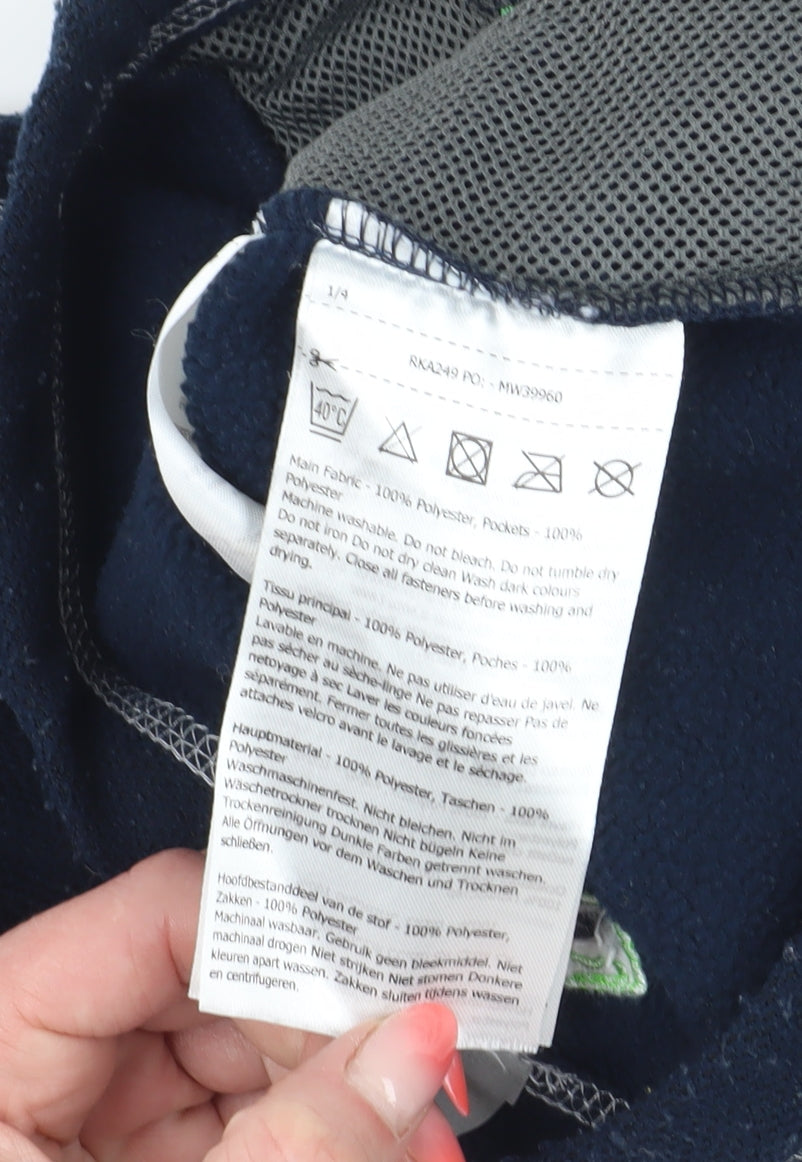 1/4
RKA249 PO: - MW39960
40°C
Main Fabric - 100% Polyester, Pockets - 100%
Polyester
Machine washable. Do not bleach. Do not tumble dry
Do not iron Do not dry clean Wash dark colours
separately. Close all fasteners before washing and
drying.
Tissu principal - 100% Polyester, Poches - 100%
Polyester
Lavable en machine. Ne pas utiliser d'eau de javel. Ne
pas sécher au sèche-linge Ne pas repasser Pas de
nettoyage à sec Laver les couleurs foncées
séparément. Fermer toutes les glissières et les
attaches velcro avant le lavage et le séchage.
Hauptmaterial - 100% Polyester, Taschen - 100%
Polyester
Waschmaschinenfest. Nicht bleichen. Nicht im
Wäschetrockner trocknen Nicht bügeln Keine
Trockenreinigung Dunkle Farben getrennt waschen.
Alle Öffnungen vor dem Waschen und Trocknen
schließen.
Hoofdbestanddeel van de stof - 100% Polyester,
Zakken - 100% Polyester
Machinaal wasbaar. Gebruik geen bleekmiddel. Niet
machinaal drogen Niet strijken Niet stomen Donkere
kleuren apart wassen. Zakken sluiten tijdens wassen
en centrifugeren.